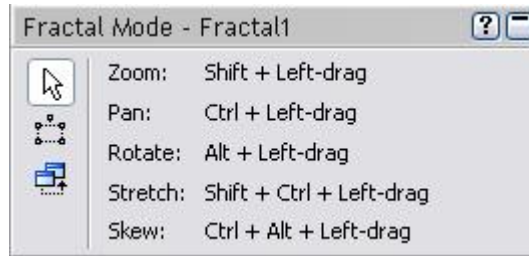 Fractal Mode - Fractal1 ?
Zoom: Shift + Left-drag
Pan: Ctrl + Left-drag
Rotate: Alt + Left-drag
Stretch: Shift + Ctrl + Left-drag
Skew: Ctrl + Alt + Left-drag